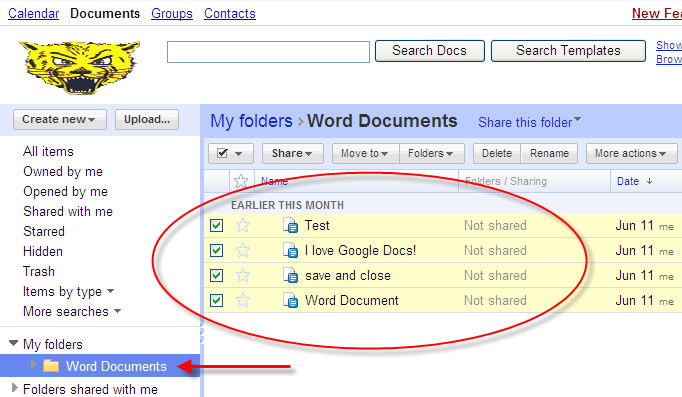 Calendar Documents Groups Contacts New Fea
Search Docs Search Templates Show
Brow
Create new Upload... My folders › Word Documents Share this folder
Share Move to Folders Delete Rename More actions
All items
Owned by me
Opened by me
Shared with me
Starred
Hidden
Trash
Items by type
More searches
My folders
Word Documents
Folders shared with me
Name Folders / Sharing Date
EARLIER THIS MONTH
Test Not shared Jun 11 me
I love Google Docs! Not shared Jun 11 me
save and close Not shared Jun 11 me
Word Document Not shared Jun 11 me